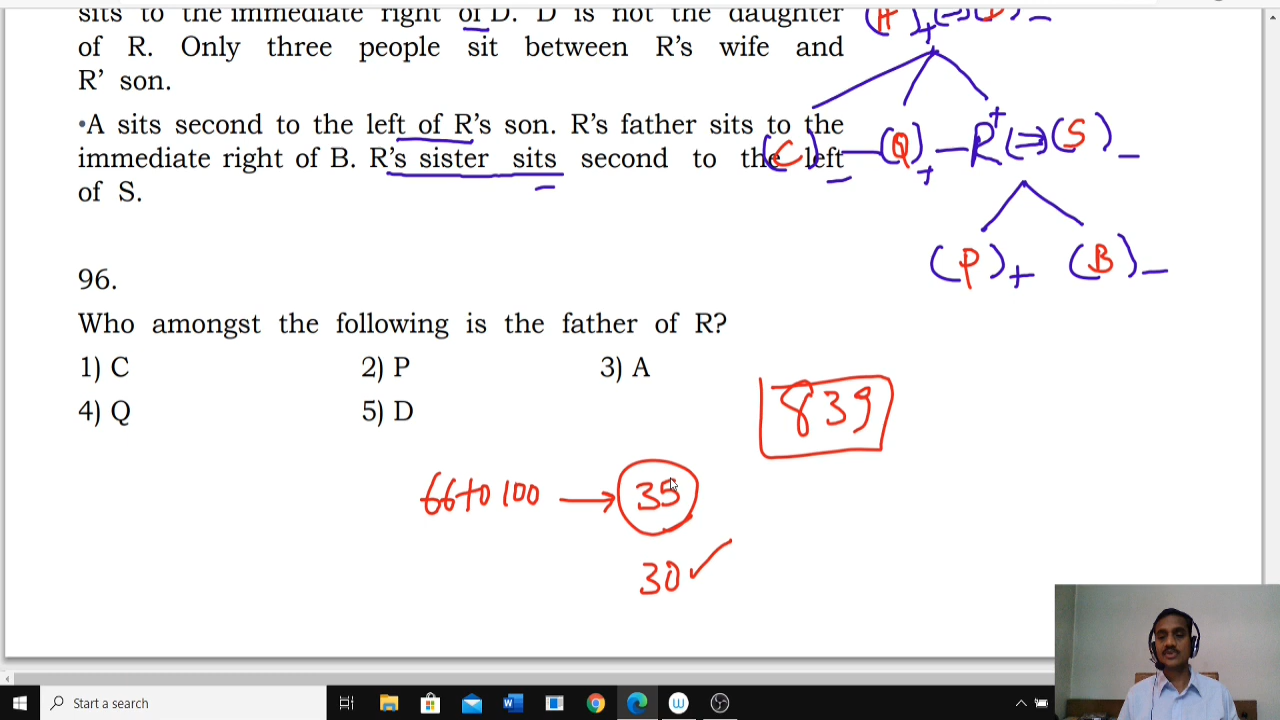 sits to the immediate right of D. D is not the daughter
of R. Only three people sit between R's wife and
R' son.
•A sits second to the left of R's son. R's father sits to the
immediate right of B. R's sister sits second to the left
of S.
(C) — (Q)+ — R+ (⇒) (S) −
(P)+ (B) −
96.
Who amongst the following is the father of R?
1) C 2) P 3) A
4) Q 5) D
839
66 to 100 → 35
30 ✓
Start a search